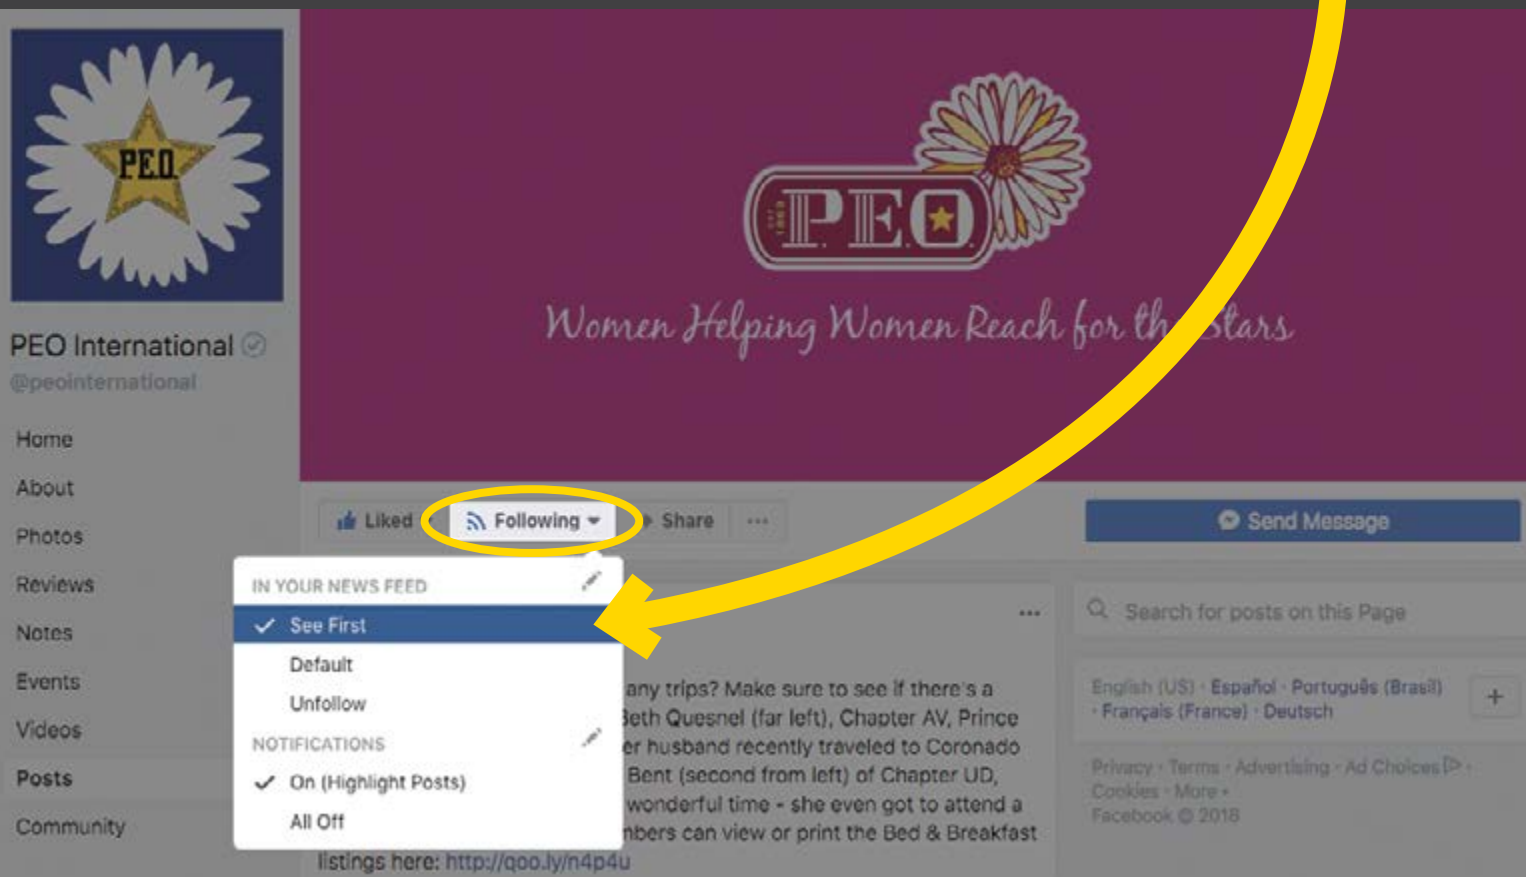 P.E.O.
EST 1869
P.E.O.
Women Helping Women Reach for the Stars
PEO International
@peointernational
Home
About
Photos
Reviews
Notes
Events
Videos
Posts
Community
Liked
Following
Share
...
Send Message
IN YOUR NEWS FEED
See First
Default
Unfollow
NOTIFICATIONS
On (Highlight Posts)
All Off
...
any trips? Make sure to see if there's a
Beth Quesnel (far left), Chapter AV, Prince
er husband recently traveled to Coronado
Bent (second from left) of Chapter UD,
wonderful time - she even got to attend a
mbers can view or print the Bed & Breakfast
listings here: http://qoo.ly/n4p4u
Search for posts on this Page
English (US) · Español · Português (Brasil)
· Français (France) · Deutsch
+
Privacy · Terms · Advertising · Ad Choices ·
Cookies · More
Facebook © 2018